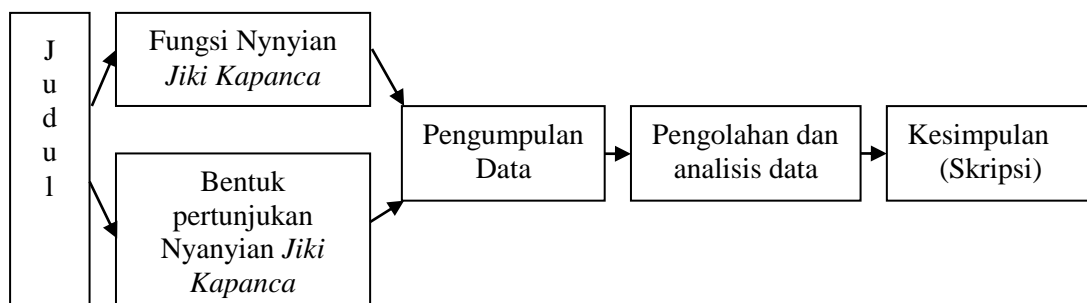 J
u
d
u
l
Fungsi Nynyian
Jiki Kapanca
Bentuk
pertunjukan
Nyanyian Jiki
Kapanca
Pengumpulan
Data
Pengolahan dan
analisis data
Kesimpulan
(Skripsi)